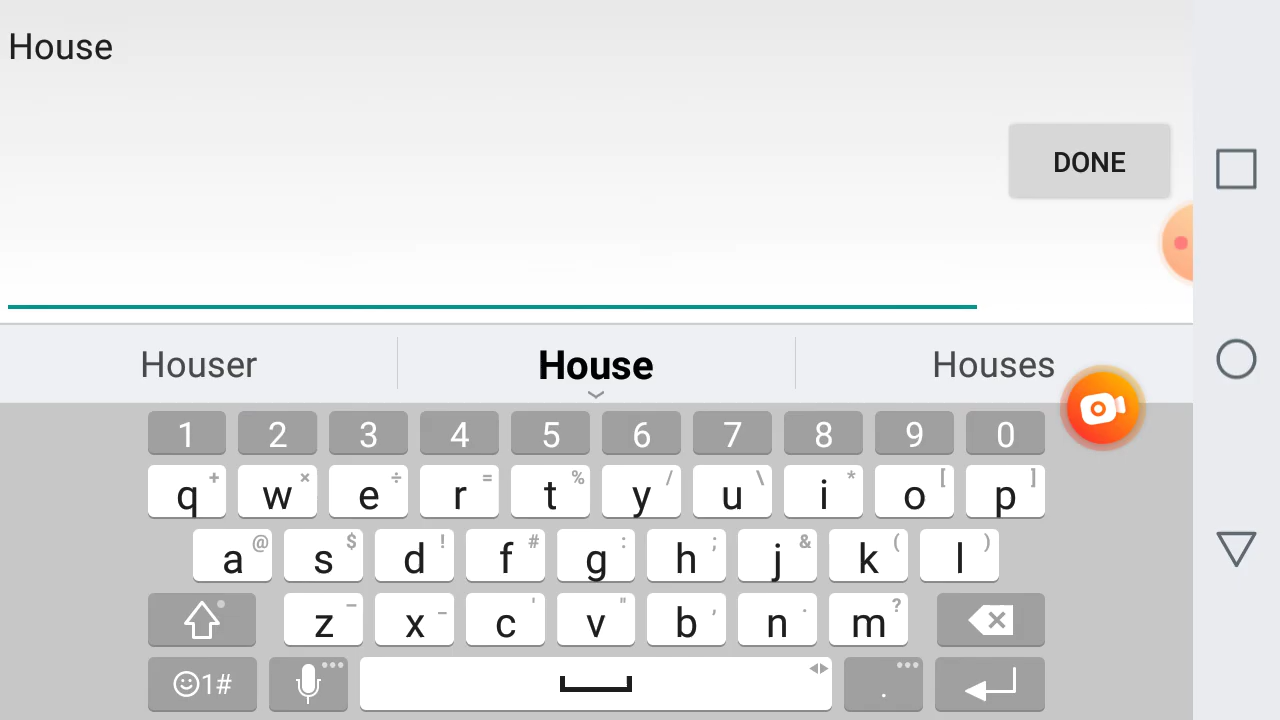 House
DONE
Houser House Houses
1 2 3 4 5 6 7 8 9 0
q + w × e ÷ r = t % y / u \ i * o [ p ]
a @ s $ d ! f # g : h ; j & k ( l )
z – x _ c ' v " b , n . m ?
1# .